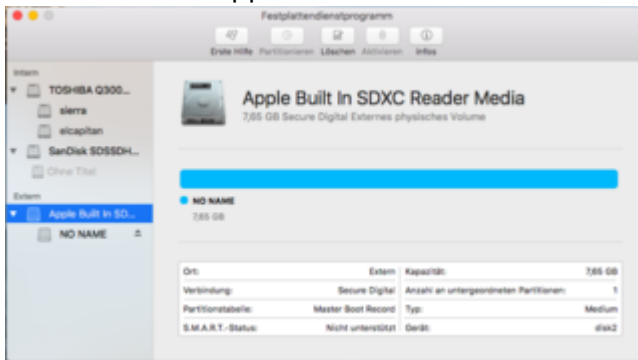 Festplattendienstprogramm
Erste Hilfe Partitionieren Löschen Aktivieren Infos
Intern
TOSHIBA Q300...
sierra
elcapitan
SanDisk SDSSDH...
Ohne Titel
Extern
Apple Built In SD...
NO NAME
Apple Built In SDXC Reader Media
7,65 GB Secure Digital Externes physisches Volume
NO NAME
7,65 GB
Ort: Extern Kapazität: 7,65 GB
Verbindung: Secure Digital Anzahl an untergeordneten Partitionen: 1
Partitionstabelle: Master Boot Record Typ: Medium
S.M.A.R.T.-Status: Nicht unterstützt Gerät: disk2